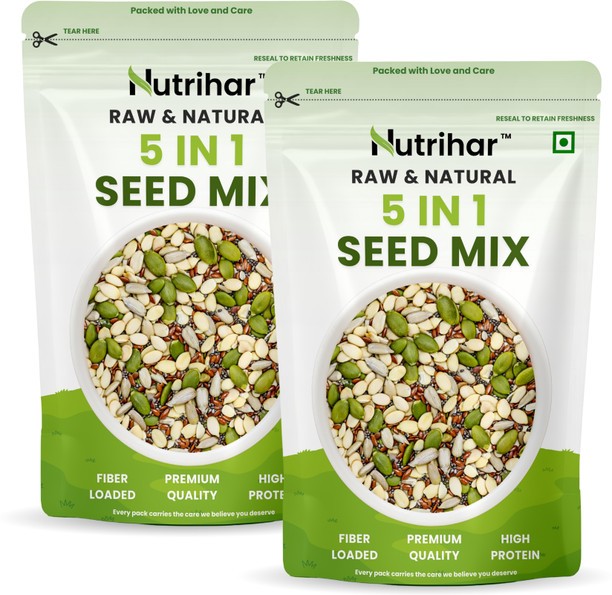 Packed with Love and Care
TEAR HERE
RESEAL TO RETAIN FRESHNESS
Nutrihar™
RAW & NATURA
5 IN 1
SEED MIX
FIBER
LOADED
PREMIUM
QUALITY
HIGH
PROTE
Every pack carries the care we believe you deserve
Packed with Love and Care
TEAR HERE
RESEAL TO RETAIN FRESHNESS
Nutrihar™
RAW & NATURAL
5 IN 1
SEED MIX
FIBER
LOADED
PREMIUM
QUALITY
HIGH
PROTEIN
Every pack carries the care we believe you deserve